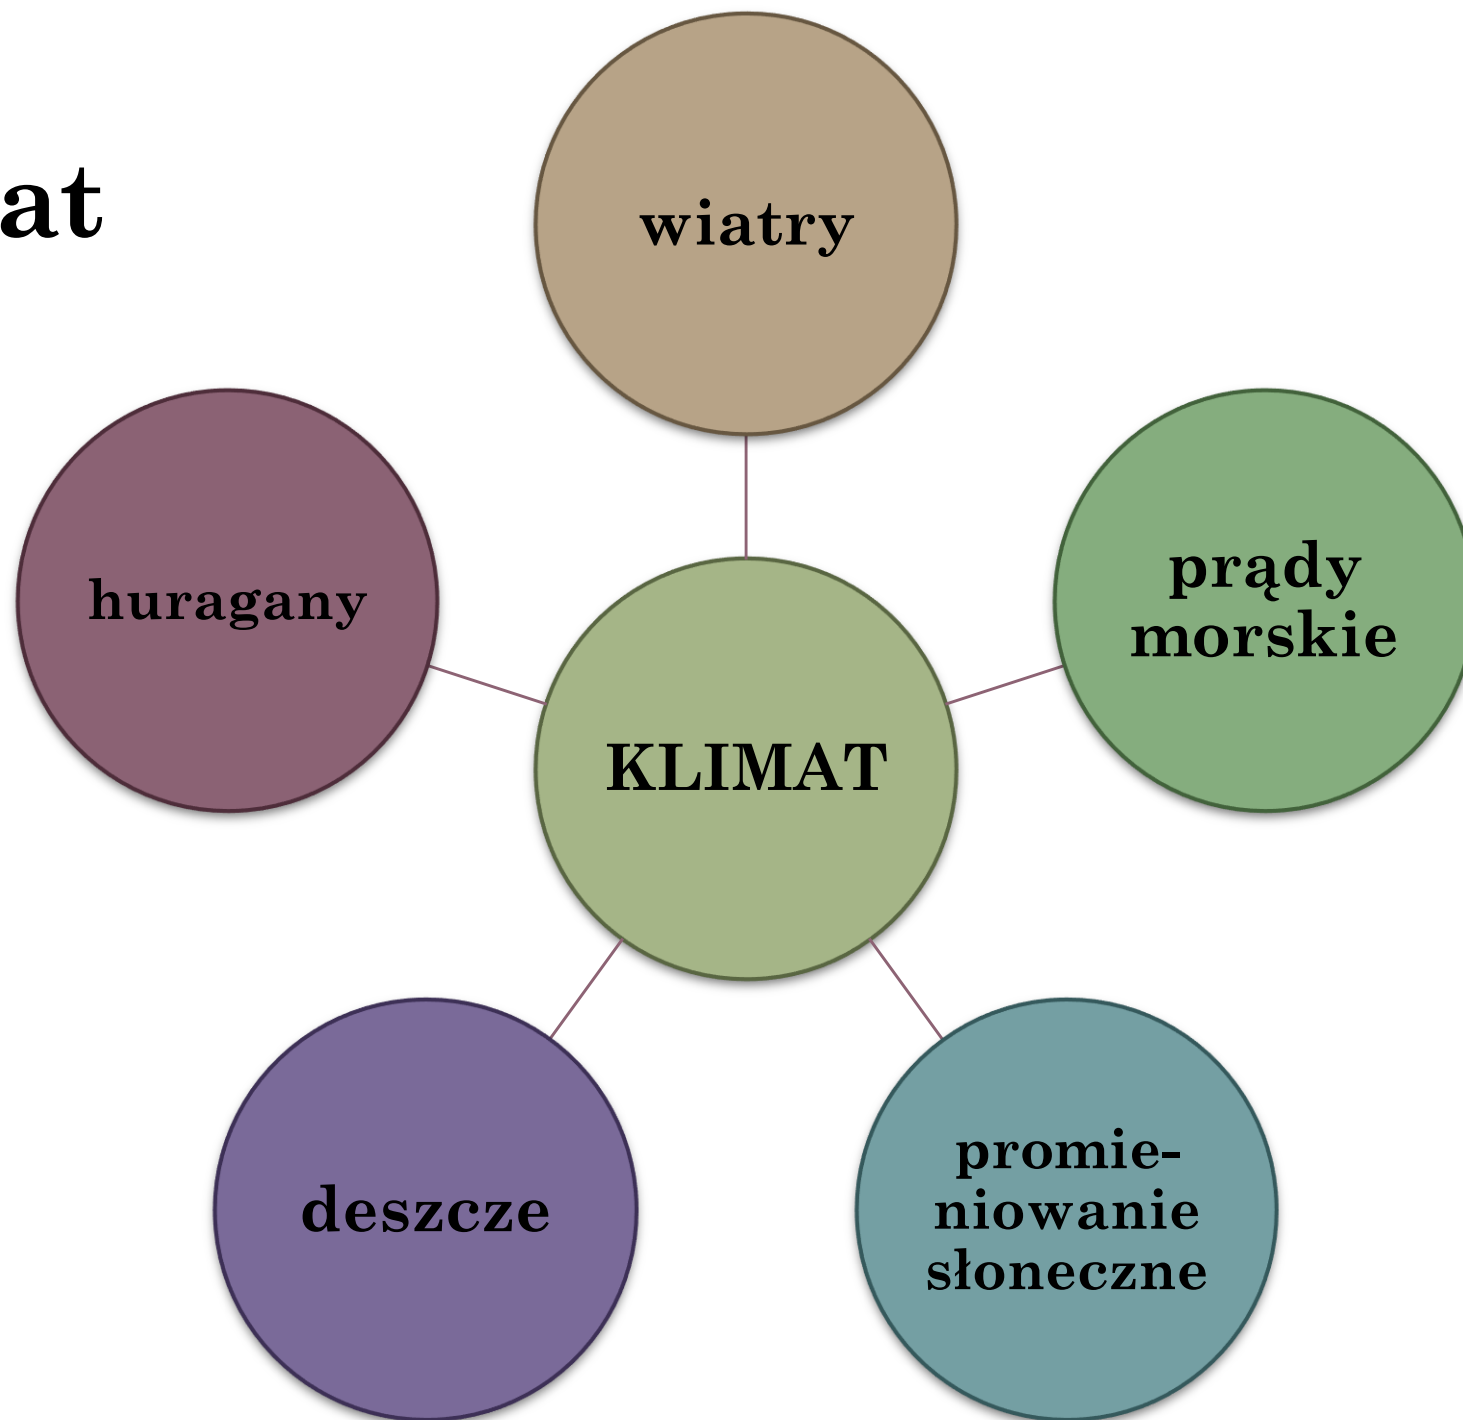 at
wiatry
huragany
prądy
morskie
KLIMAT
deszcze
promie-
niowanie
słoneczne